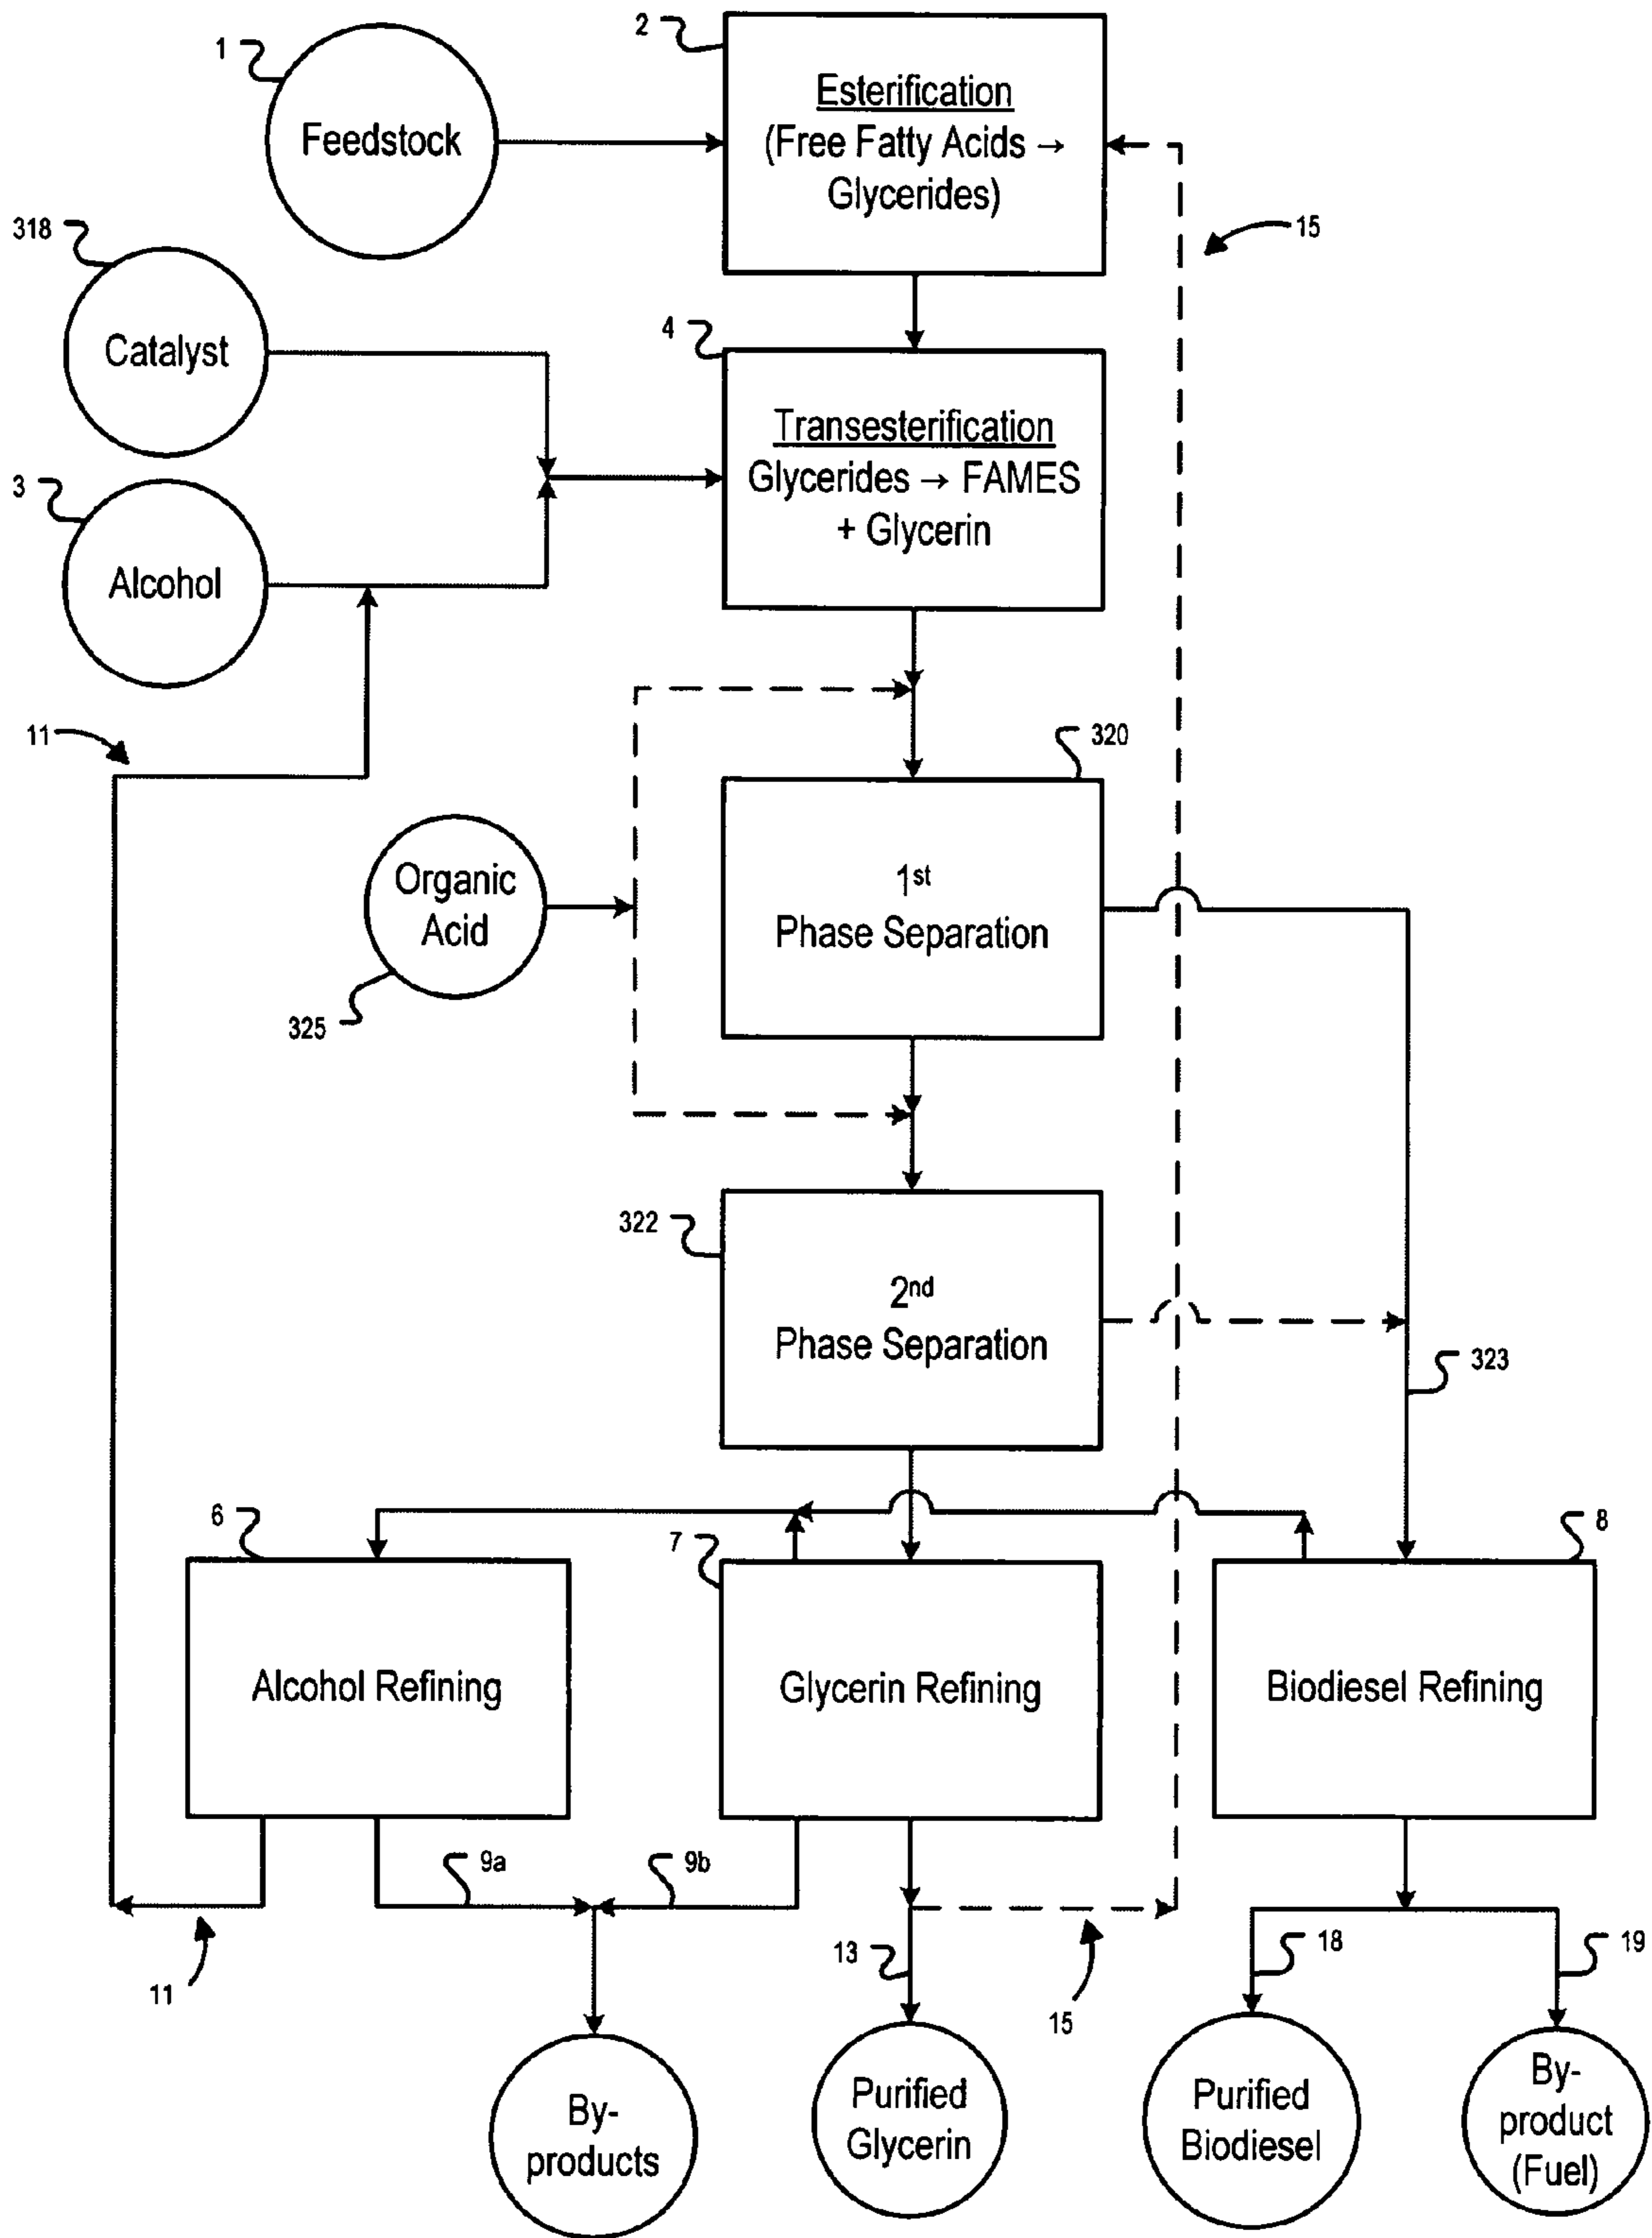 1
Feedstock
2
Esterification
(Free Fatty Acids →
Glycerides)
15
318
Catalyst
3
Alcohol
4
Transesterification
Glycerides → FAMES
+ Glycerin
11
Organic
Acid
325
320
1st
Phase Separation
322
2nd
Phase Separation
323
6
Alcohol Refining
7
Glycerin Refining
8
Biodiesel Refining
9a
9b
11
13
15
18
19
By-
products
Purified
Glycerin
Purified
Biodiesel
By-
product
(Fuel)